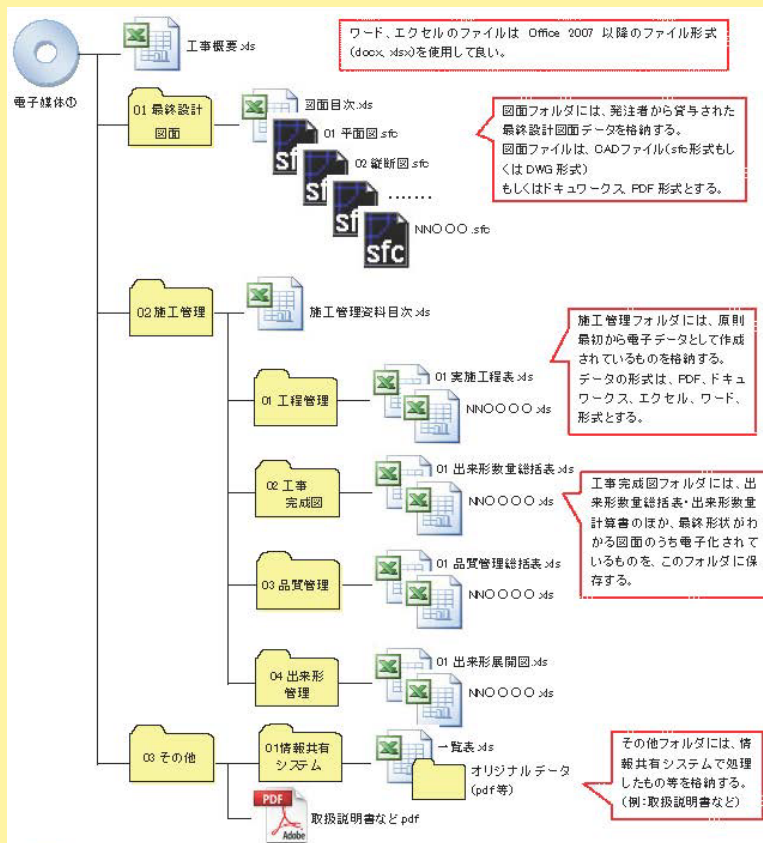 工事概要.xls
ワード、エクセルのファイルは Office 2007 以降のファイル形式
(docx, xlsx)を使用して良い。
電子媒体①
01 最終設計
図面
図面目次.xls
01 平面図.sfc
02 縦断図.sfc
.......
NN〇〇〇.sfc
sfc
sfc
sfc
sfc
図面フォルダには、発注者から貸与された
最終設計図面データを格納する。
図面ファイルは、CADファイル(sfc形式もし
くは DWG 形式)
もしくはドキュワークス、PDF 形式とする。
02 施工管理
施工管理資料目次.xls
施工管理フォルダには、原則
最初から電子データとして作成
されているものを格納する。
データの形式は、PDF、ドキュ
ワークス、エクセル、ワード、
形式とする。
01 工程管理
01 実施工程表.xls
NN〇〇〇〇.xls
02 工事
完成図
01 出来形数量総括表.xls
NN〇〇〇〇.xls
工事完成図フォルダには、出
来形数量総括表・出来形数量
計算書のほか、最終形状がわ
かる図面のうち電子化されて
いるものを、このフォルダに保
存する。
03 品質管理
01 品質管理総括表.xls
NN〇〇〇〇.xls
04 出来形
管理
01 出来形展開図.xls
NN〇〇〇〇.xls
03 その他
01情報共有
システム
一覧表.xls
オリジナルデータ
(pdf 等)
その他フォルダには、情
報共有システムで処理
したもの等を格納する。
(例:取扱説明書など)
PDF
Adobe
取扱説明書など.pdf